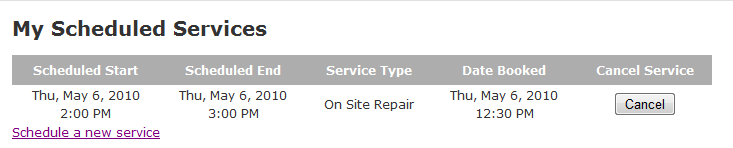 My Scheduled Services
Scheduled Start Scheduled End Service Type Date Booked Cancel Service
Thu, May 6, 2010 Thu, May 6, 2010 On Site Repair Thu, May 6, 2010 Cancel
2:00 PM 3:00 PM 12:30 PM
Schedule a new service